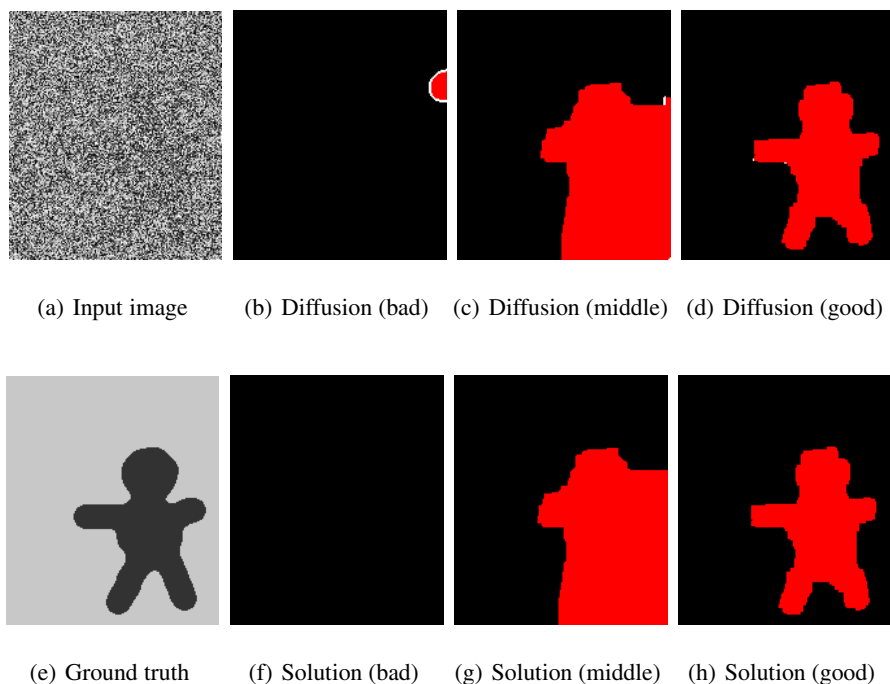 (a) Input image
(b) Diffusion (bad)
(c) Diffusion (middle)
(d) Diffusion (good)
(e) Ground truth
(f) Solution (bad)
(g) Solution (middle)
(h) Solution (good)